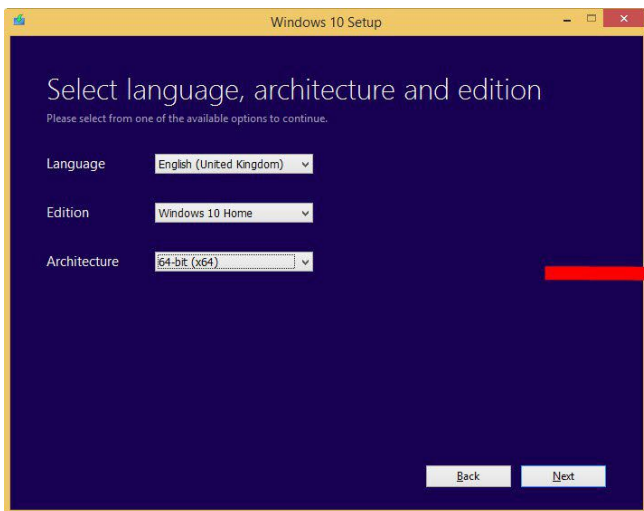 Windows 10 Setup
Select language, architecture and edition
Please select from one of the available options to continue.
Language English (United Kingdom)
Edition Windows 10 Home
Architecture 64-bit (x64)
Back Next